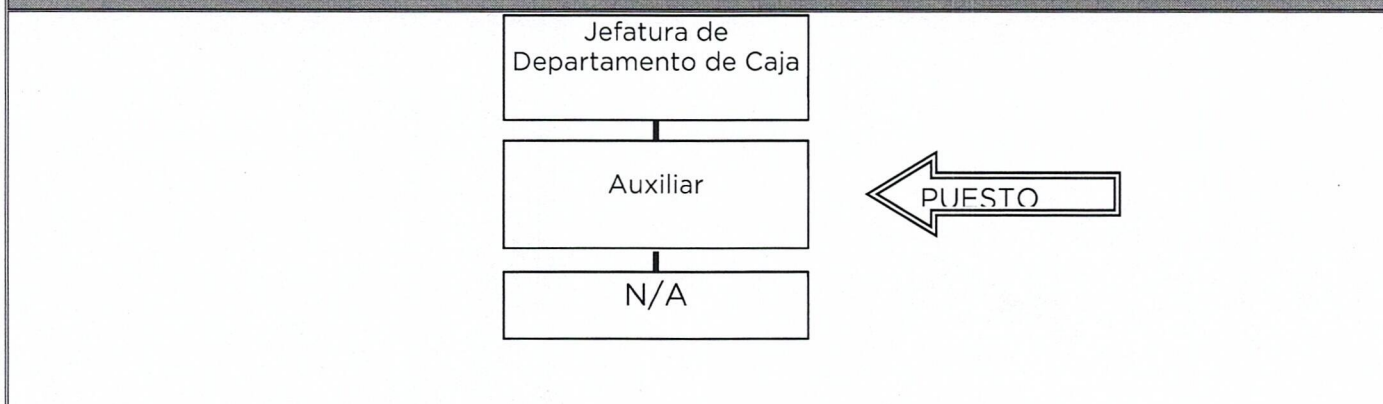 Jefatura de
Departamento de Caja
Auxiliar
PUESTO
N/A